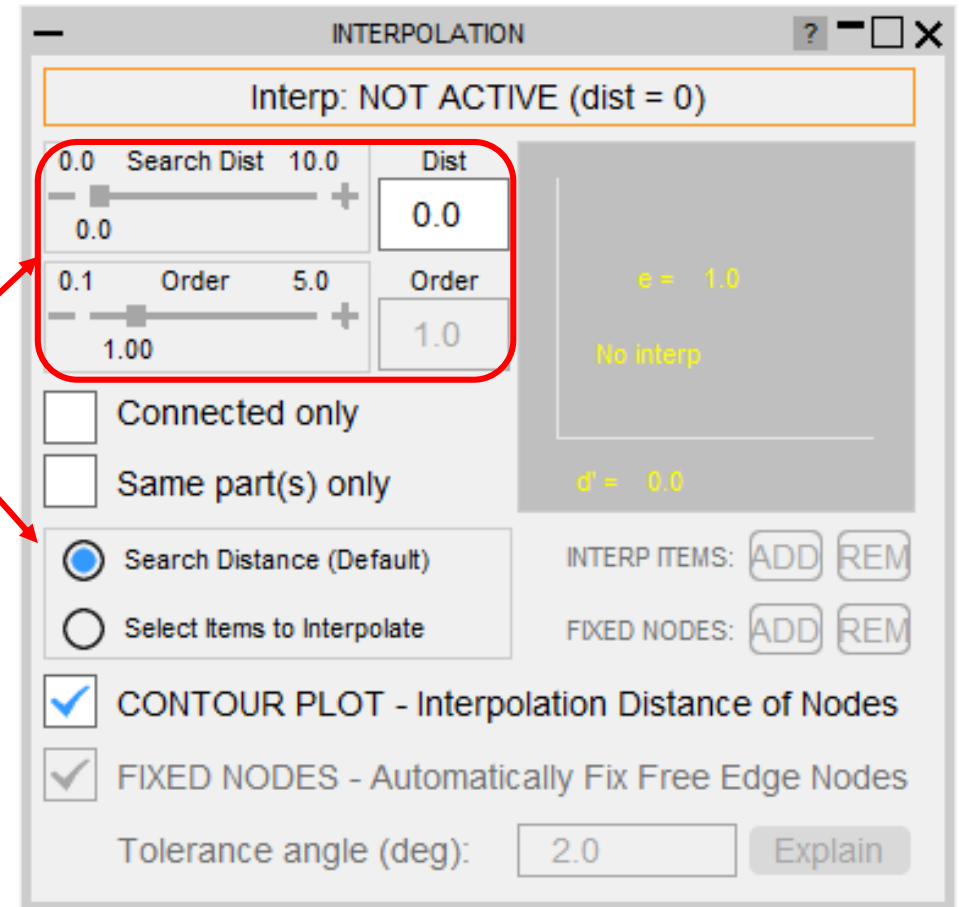 INTERPOLATION ?
Interp: NOT ACTIVE (dist = 0)
0.0 Search Dist 10.0 Dist
0.0
0.0
0.1 Order 5.0 Order
1.0
1.00
e = 1.0
No interp
d' = 0.0
Connected only
Same part(s) only
Search Distance (Default)
Select Items to Interpolate
INTERP ITEMS: ADD REM
FIXED NODES: ADD REM
CONTOUR PLOT - Interpolation Distance of Nodes
FIXED NODES - Automatically Fix Free Edge Nodes
Tolerance angle (deg): 2.0 Explain